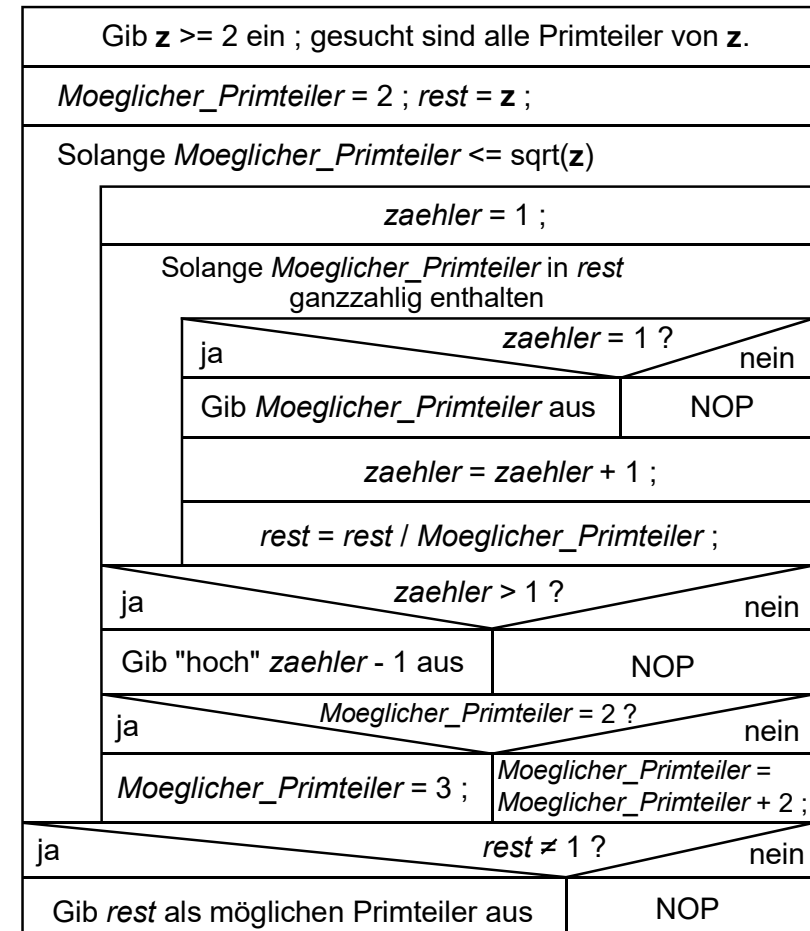 Gib z >= 2 ein ; gesucht sind alle Primteiler von z.
Moeglicher_Primteiler = 2 ; rest = z ;
Solange Moeglicher_Primteiler <= sqrt(z)
zaehler = 1 ;
Solange Moeglicher_Primteiler in rest
ganzzahlig enthalten
zaehler = 1 ?
ja
nein
Gib Moeglicher_Primteiler aus
NOP
zaehler = zaehler + 1 ;
rest = rest / Moeglicher_Primteiler ;
zaehler > 1 ?
ja
nein
Gib "hoch" zaehler - 1 aus
NOP
Moeglicher_Primteiler = 2 ?
ja
nein
Moeglicher_Primteiler = 3 ;
Moeglicher_Primteiler =
Moeglicher_Primteiler + 2 ;
rest ≠ 1 ?
ja
nein
Gib rest als möglichen Primteiler aus
NOP